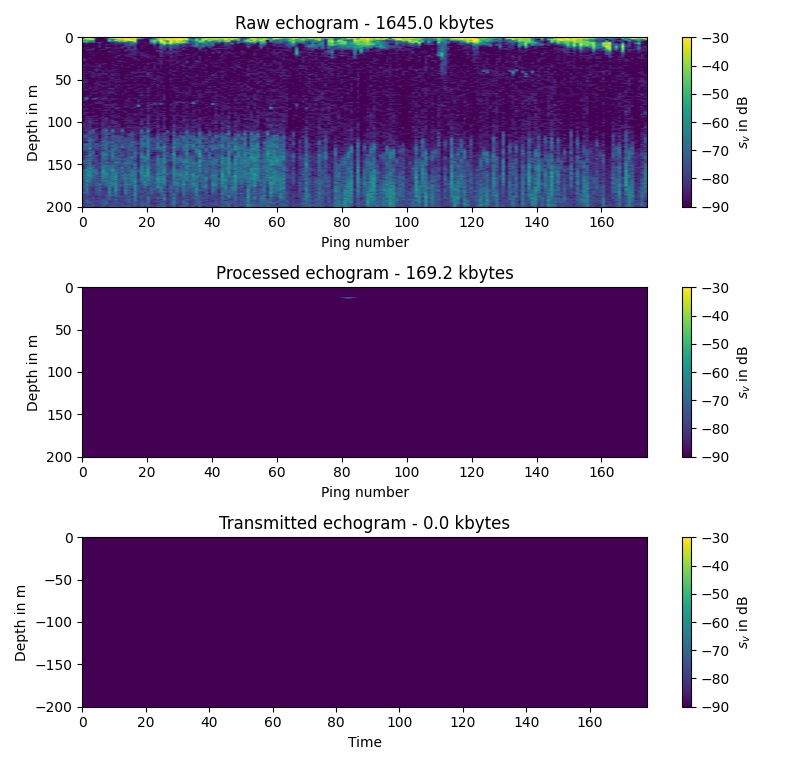 Raw echogram - 1645.0 kbytes
0
50
100
150
200
Depth in m
0 20 40 60 80 100 120 140 160
Ping number
−30
−40
−50
−60
−70
−80
−90
s_v in dB
Processed echogram - 169.2 kbytes
0
50
100
150
200
Depth in m
0 20 40 60 80 100 120 140 160
Ping number
−30
−40
−50
−60
−70
−80
−90
s_v in dB
Transmitted echogram - 0.0 kbytes
0
−50
−100
−150
−200
Depth in m
0 20 40 60 80 100 120 140 160
Time
−30
−40
−50
−60
−70
−80
−90
s_v in dB